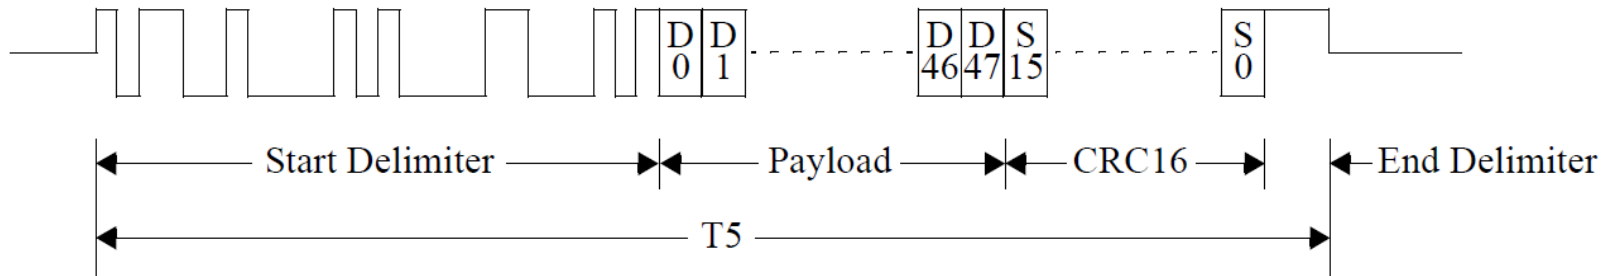 D D D D S S
0 1 46 47 15 0
Start Delimiter Payload CRC16 End Delimiter
T5